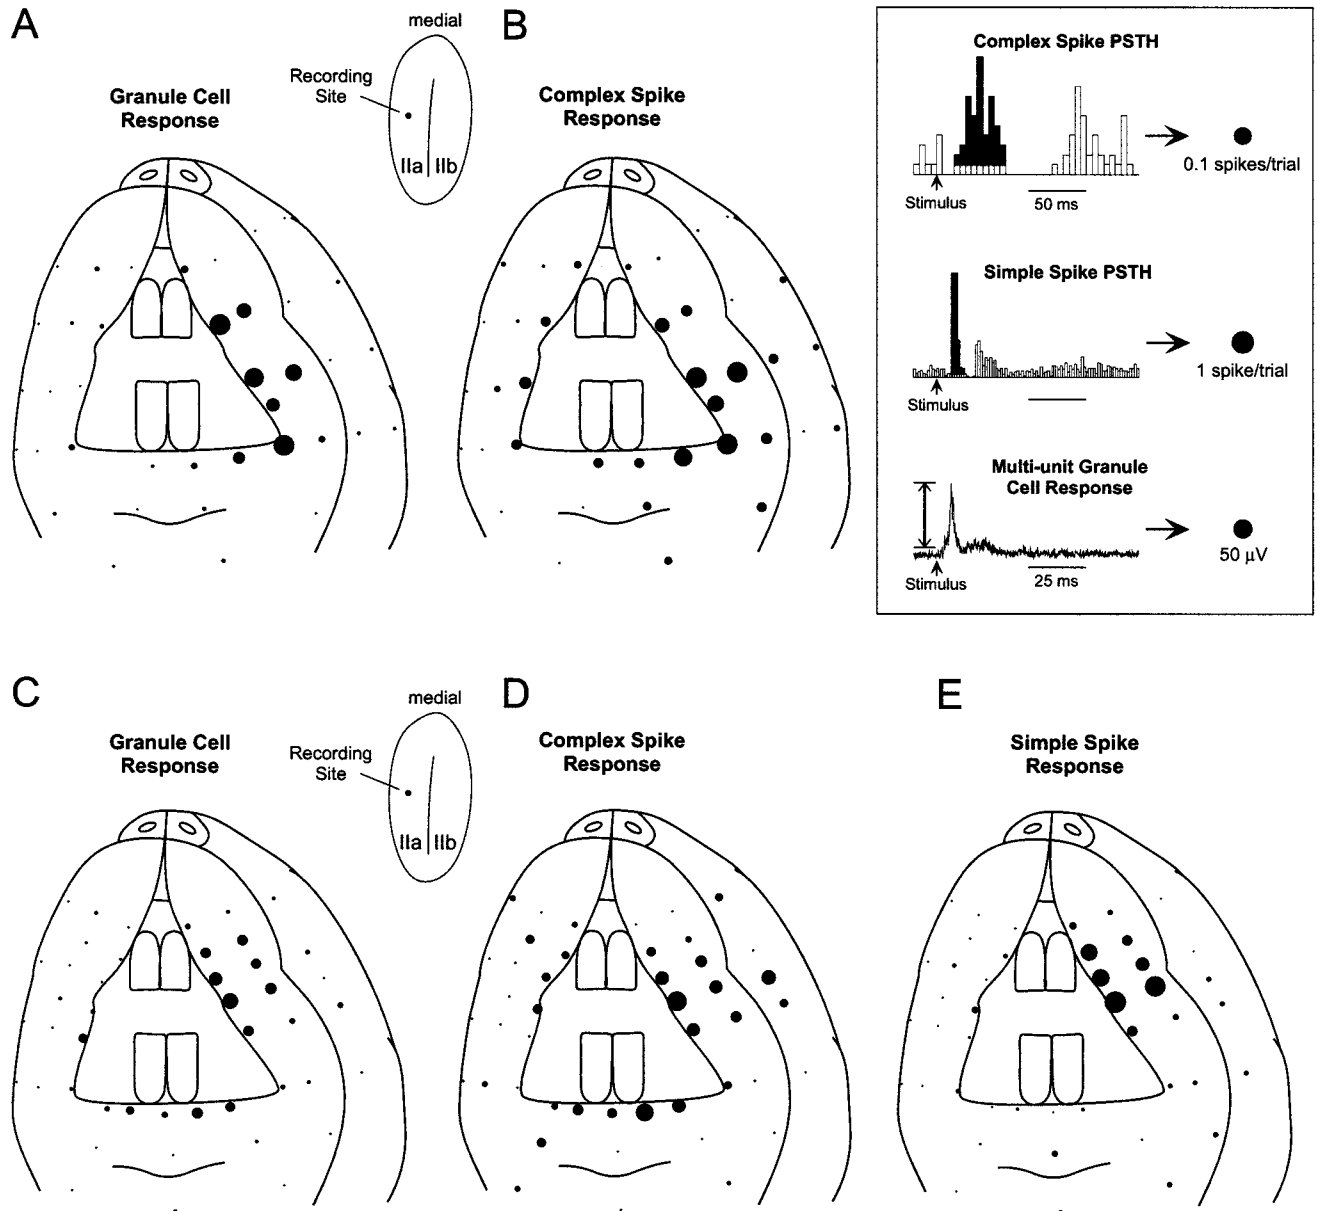 A
medial
Recording
Site
IIa IIb
Granule Cell
Response
B
Complex Spike
Response
Complex Spike PSTH
0.1 spikes/trial
Stimulus
50 ms
Simple Spike PSTH
1 spike/trial
Stimulus
Multi-unit Granule
Cell Response
50 μV
Stimulus
25 ms
C
medial
Recording
Site
IIa IIb
Granule Cell
Response
D
Complex Spike
Response
E
Simple Spike
Response